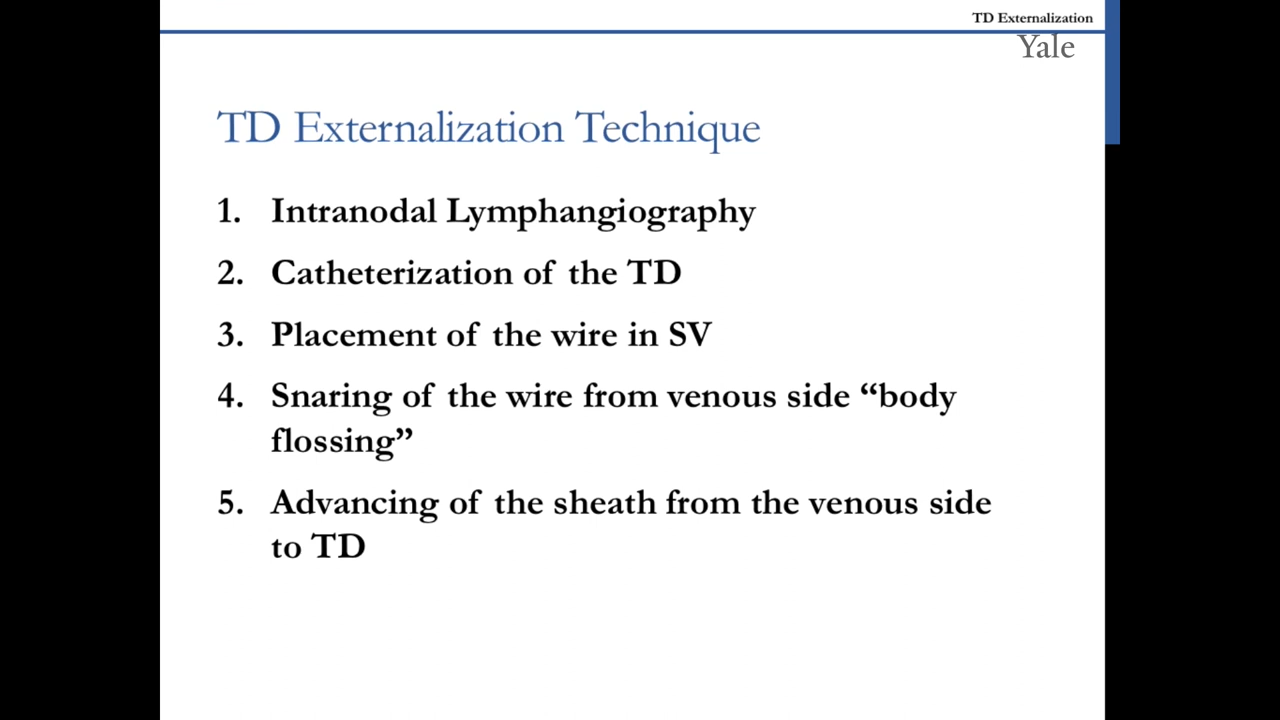 TD Externalization
Yale
TD Externalization Technique
1. Intranodal Lymphangiography
2. Catheterization of the TD
3. Placement of the wire in SV
4. Snaring of the wire from venous side “body
flossing”
5. Advancing of the sheath from the venous side
to TD